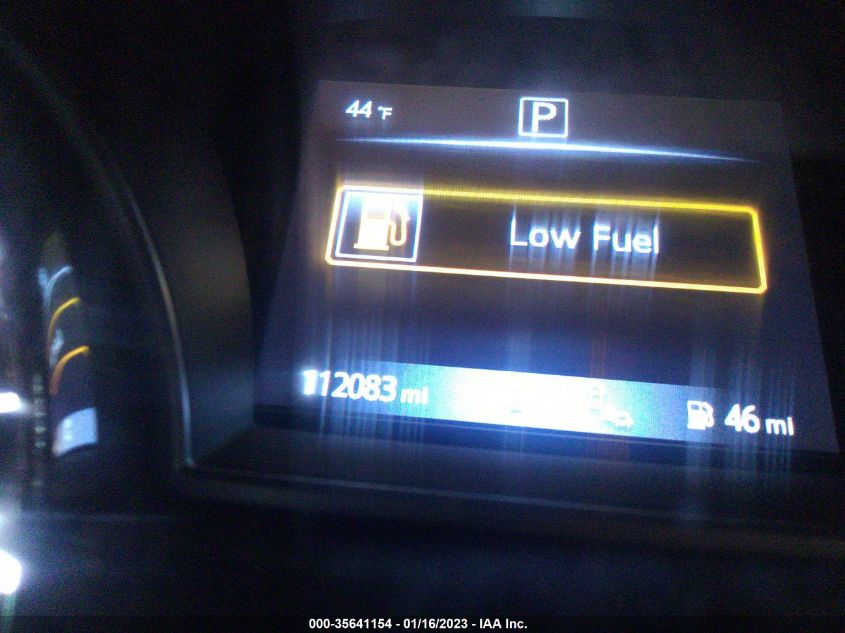 44 °F
P
Low Fuel
112083 mi
46 mi
000-35641154 - 01/16/2023 - IAA Inc.